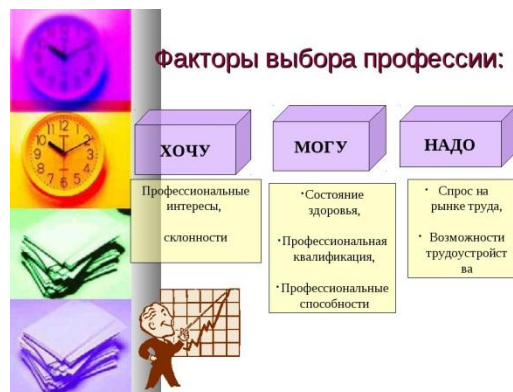 Факторы выбора профессии:
ХОЧУ
МОГУ
НАДО
Профессиональные
интересы,
склонности
•Состояние
здоровья,
•Профессиональная
квалификация,
•Профессиональные
способности
• Спрос на
рынке труда,
• Возможности
трудоустройст
ва